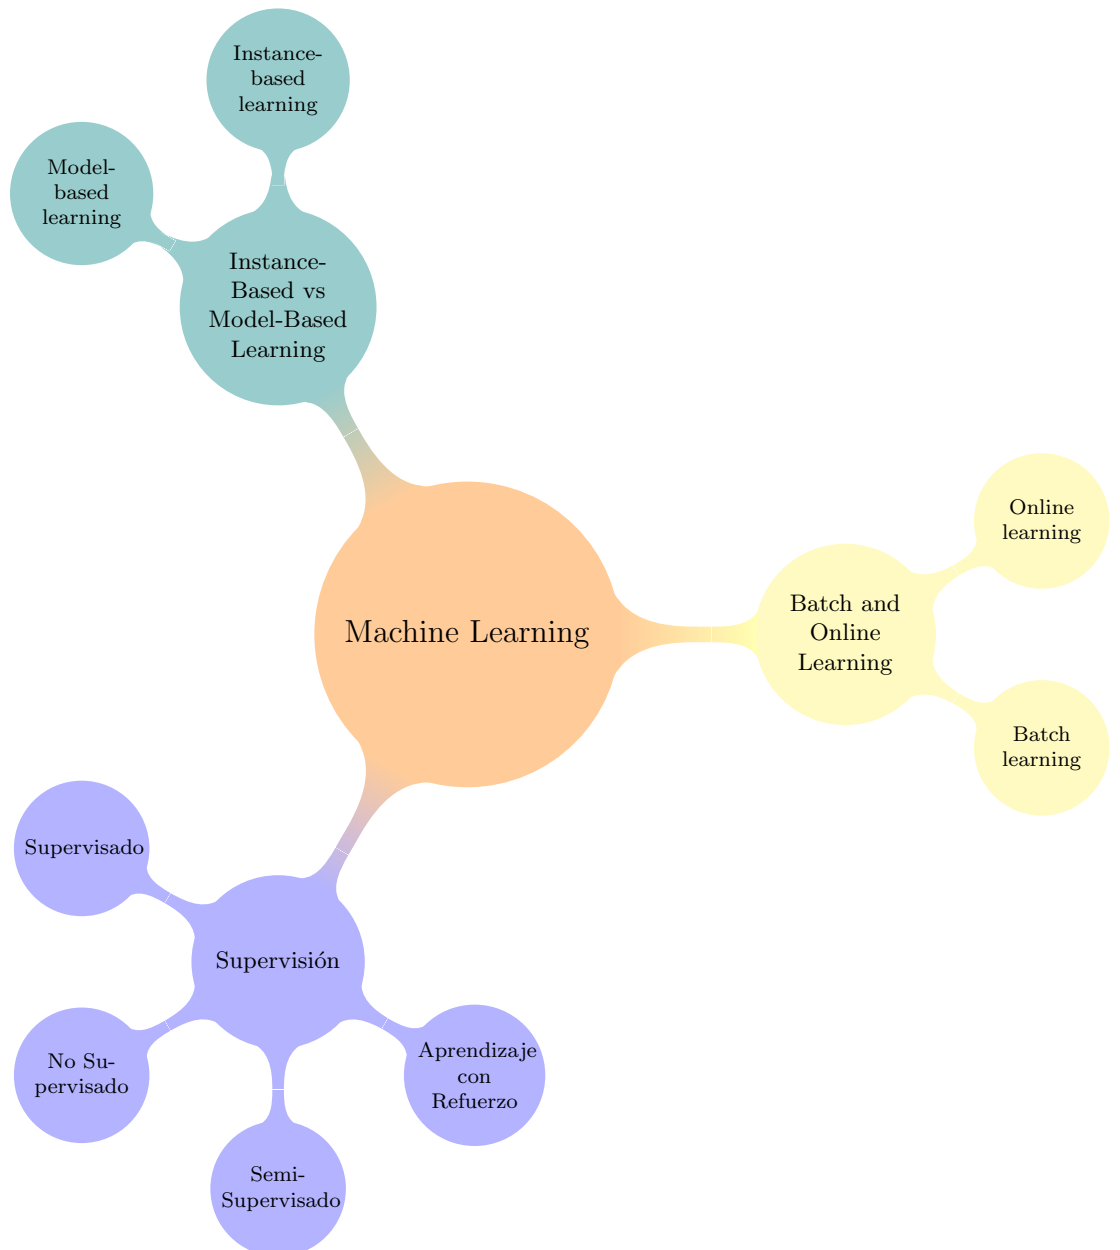 Instance-
based
learning
Model-
based
learning
Instance-
Based vs
Model-Based
Learning
Online
learning
Batch and
Online
Learning
Machine Learning
Batch
learning
Supervisado
Supervisión
No Su-
pervisado
Aprendizaje
con
Refuerzo
Semi-
Supervisado